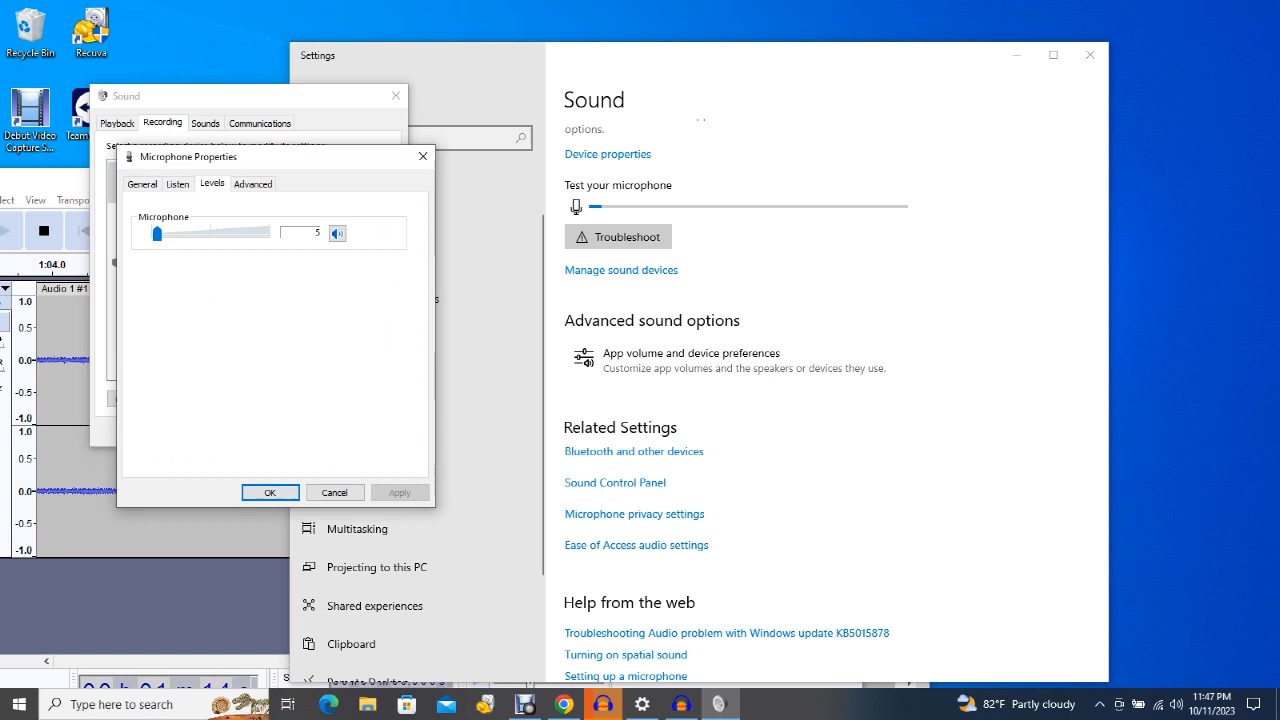 Recycle Bin
Recuva
Debut Video
Capture S...
Team
Settings
Sound
options.
Device properties
Test your microphone
Troubleshoot
Manage sound devices
Advanced sound options
App volume and device preferences
Customize app volumes and the speakers or devices they use.
Related Settings
Bluetooth and other devices
Sound Control Panel
Microphone privacy settings
Ease of Access audio settings
Help from the web
Troubleshooting Audio problem with Windows update KB5015878
Turning on spatial sound
Setting up a microphone
Multitasking
Projecting to this PC
Shared experiences
Clipboard
Sound
Playback
Recording
Sounds
Communications
Microphone Properties
General
Listen
Levels
Advanced
Microphone
5
OK
Cancel
Apply
lect
View
Transpo
1:04.0
Audio 1 #1
1.0
0.5
0.0
-0.5
-1.0
1.0
0.5
0.0
-0.5
-1.0
Type here to search
82°F Partly cloudy
11:47 PM
10/11/2023